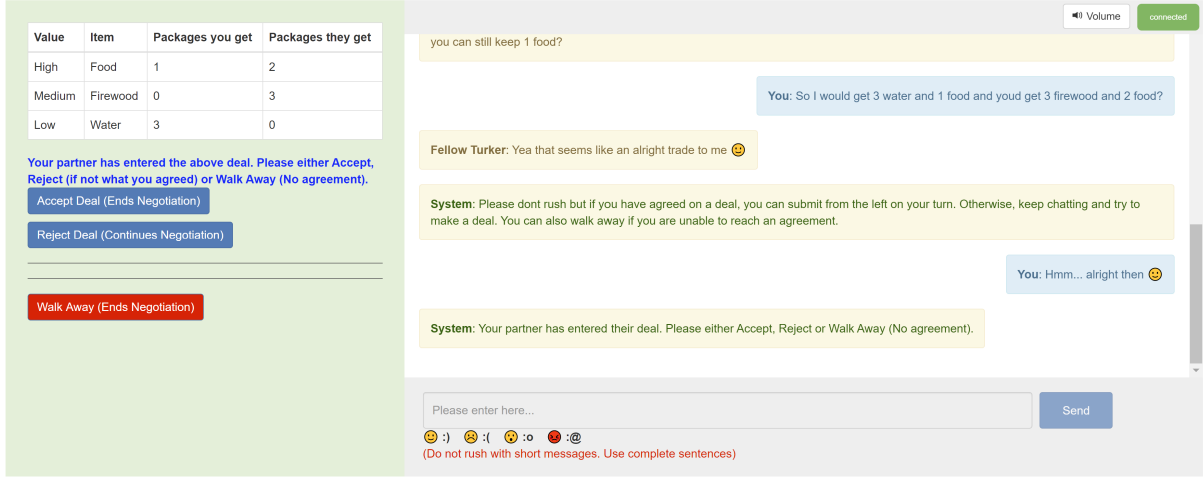 Volume
connected
Value Item Packages you get Packages they get
High Food 1 2
Medium Firewood 0 3
Low Water 3 0
Your partner has entered the above deal. Please either Accept,
Reject (if not what you agreed) or Walk Away (No agreement).
Accept Deal (Ends Negotiation)
Reject Deal (Continues Negotiation)
Walk Away (Ends Negotiation)
you can still keep 1 food?
You: So I would get 3 water and 1 food and youd get 3 firewood and 2 food?
Fellow Turker: Yea that seems like an alright trade to me 🙂
System: Please dont rush but if you have agreed on a deal, you can submit from the left on your turn. Otherwise, keep chatting and try to
make a deal. You can also walk away if you are unable to reach an agreement.
You: Hmm... alright then 🙂
System: Your partner has entered their deal. Please either Accept, Reject or Walk Away (No agreement).
Please enter here...
Send
🙂 :) ☹️ :( 😮 :o 😡 :@
(Do not rush with short messages. Use complete sentences)